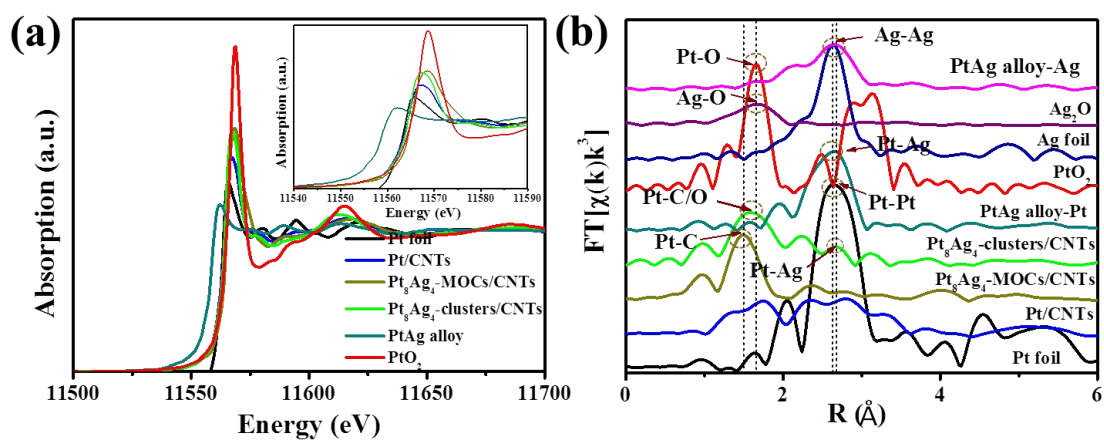 (a)
Absorption (a.u.)
Absorption (a.u.)
11540 11550 11560 11570 11580 11590
Energy (eV)
Pt foil
Pt/CNTs
Pt₈Ag₄-MOCs/CNTs
Pt₈Ag₄-clusters/CNTs
PtAg alloy
PtO₂
11500 11550 11600 11650 11700
Energy (eV)
(b)
FT[χ(k)k³]
Ag-Ag
Pt-O
PtAg alloy-Ag
Ag-O
Ag₂O
Ag foil
Pt-Ag
PtO₂
Pt-C/O
Pt-Pt
PtAg alloy-Pt
Pt-C
Pt₈Ag₄-clusters/CNTs
Pt-Ag
Pt₈Ag₄-MOCs/CNTs
Pt/CNTs
Pt foil
0 2 4 6
R (Å)